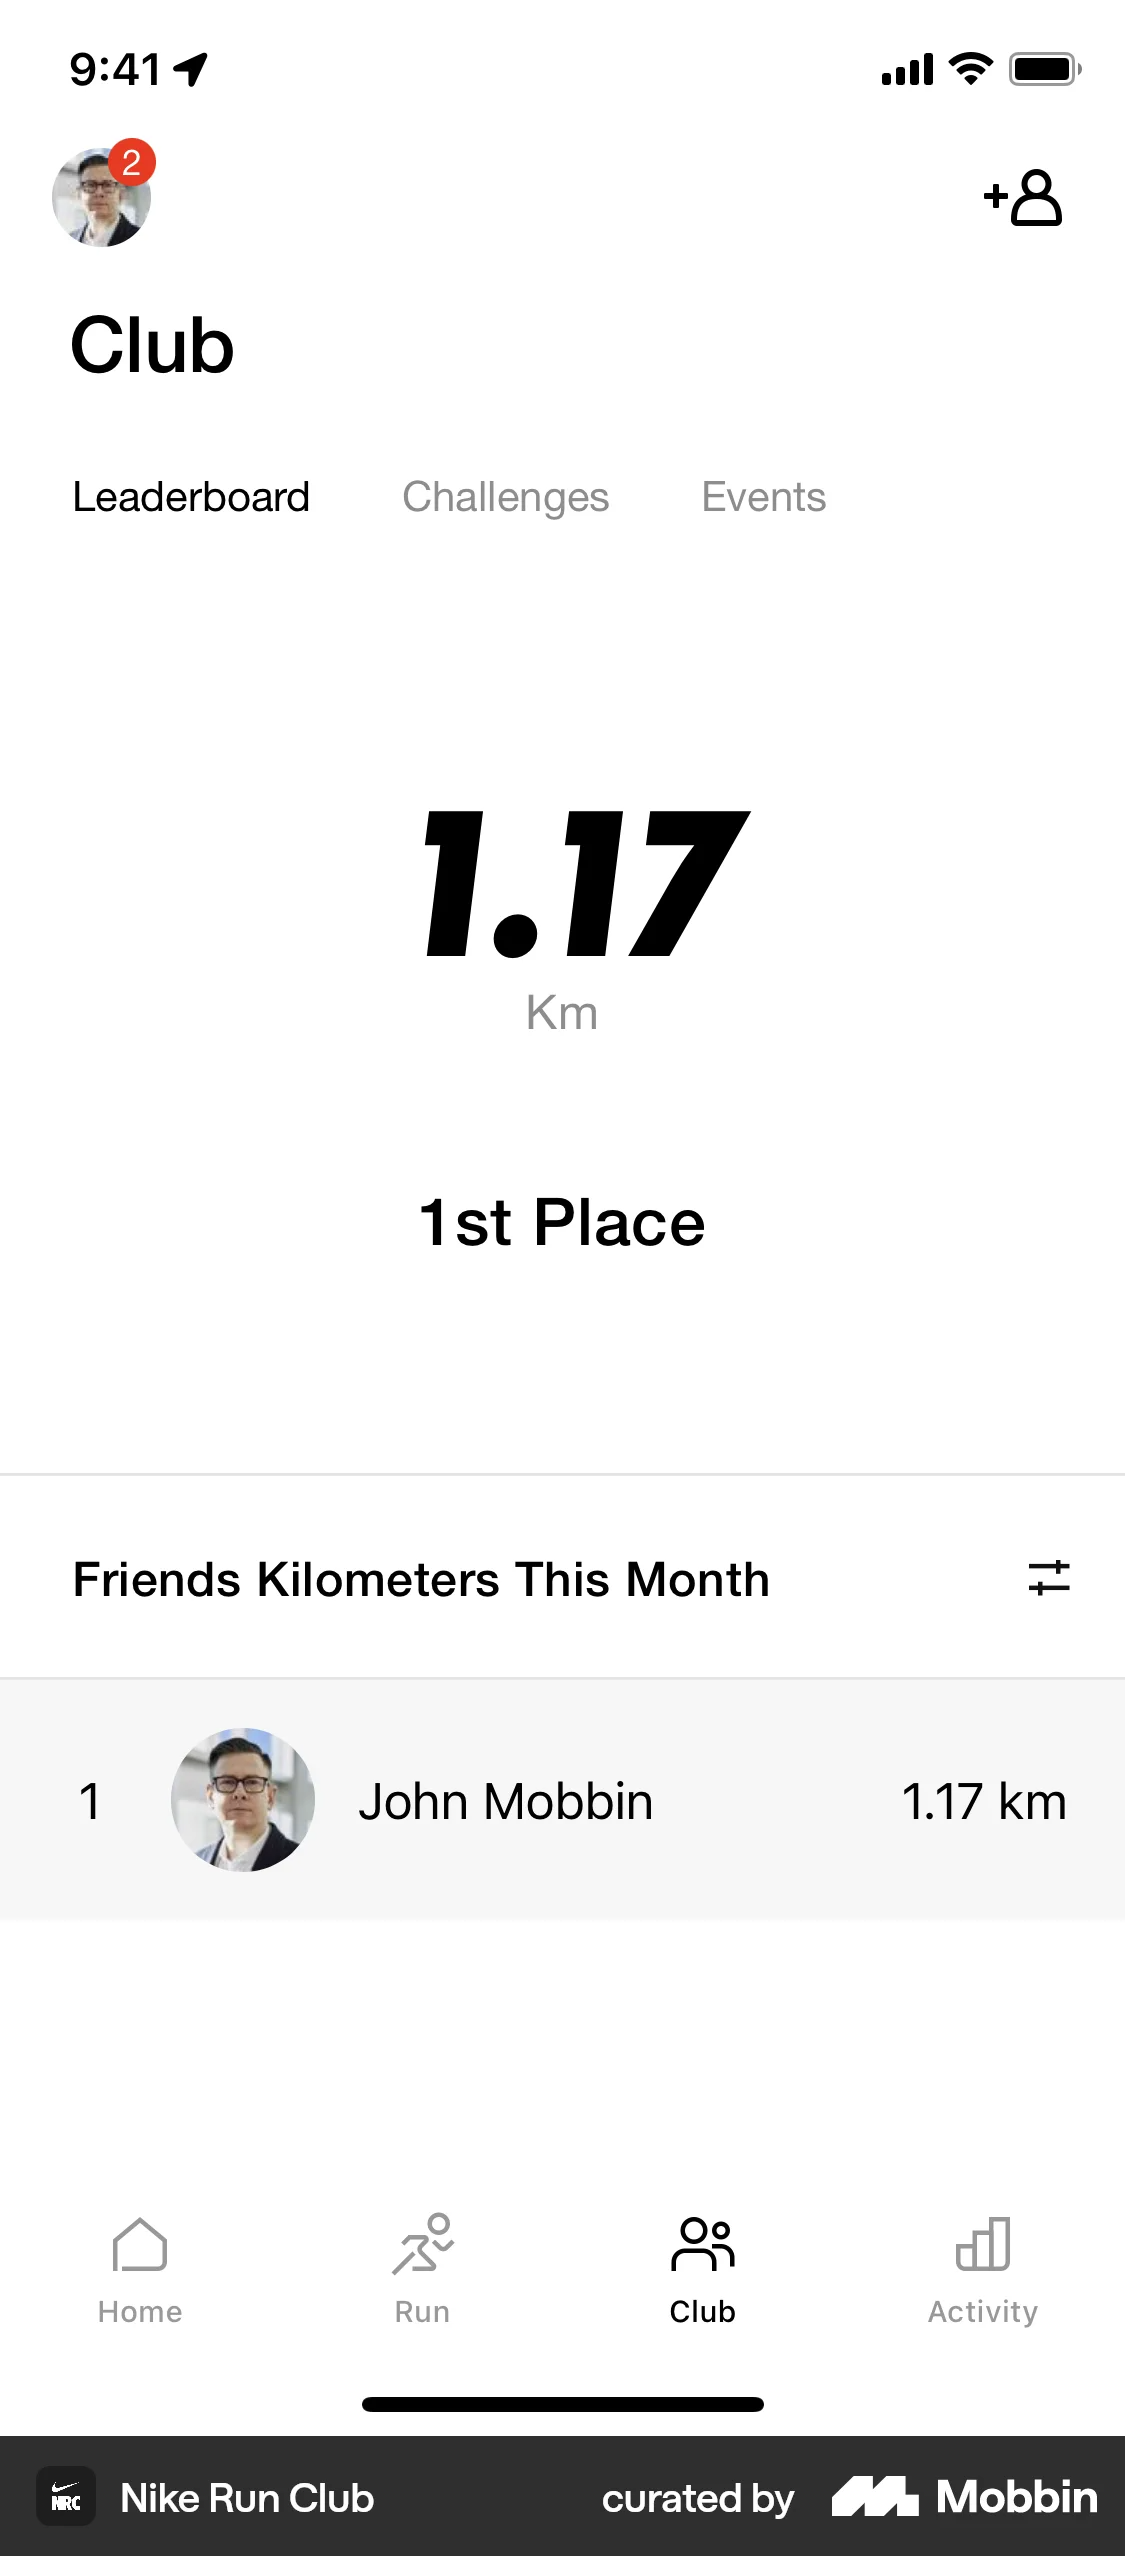 9:41
2
Club
Leaderboard Challenges Events
1.17
Km
1st Place
Friends Kilometers This Month
1 John Mobbin 1.17 km
Home Run Club Activity
NRC Nike Run Club curated by Mobbin